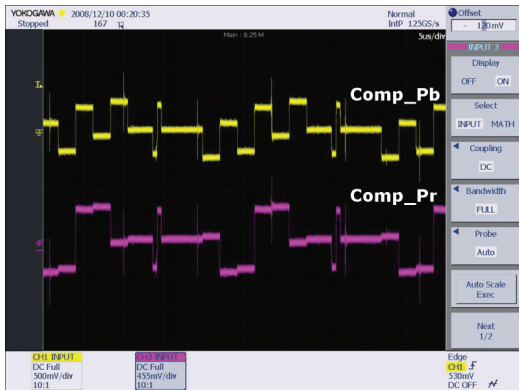 YOKOGAWA 2008/12/10 00:20:35 Normal
Stopped 167 IntP 125GS/s
Main : 6.25 M 5us/div
Comp_Pb
Comp_Pr
Offset
- 120mV
INPUT 3
Display
OFF ON
Select
INPUT MATH
Coupling
DC
Bandwidth
FULL
Probe
Auto
Auto Scale
Exec
Next
1/2
CH1 INPUT
DC Full
500mV/div
10:1
CH3 INPUT
DC Full
455mV/div
10:1
Edge
CH1
530mV
DC OFF